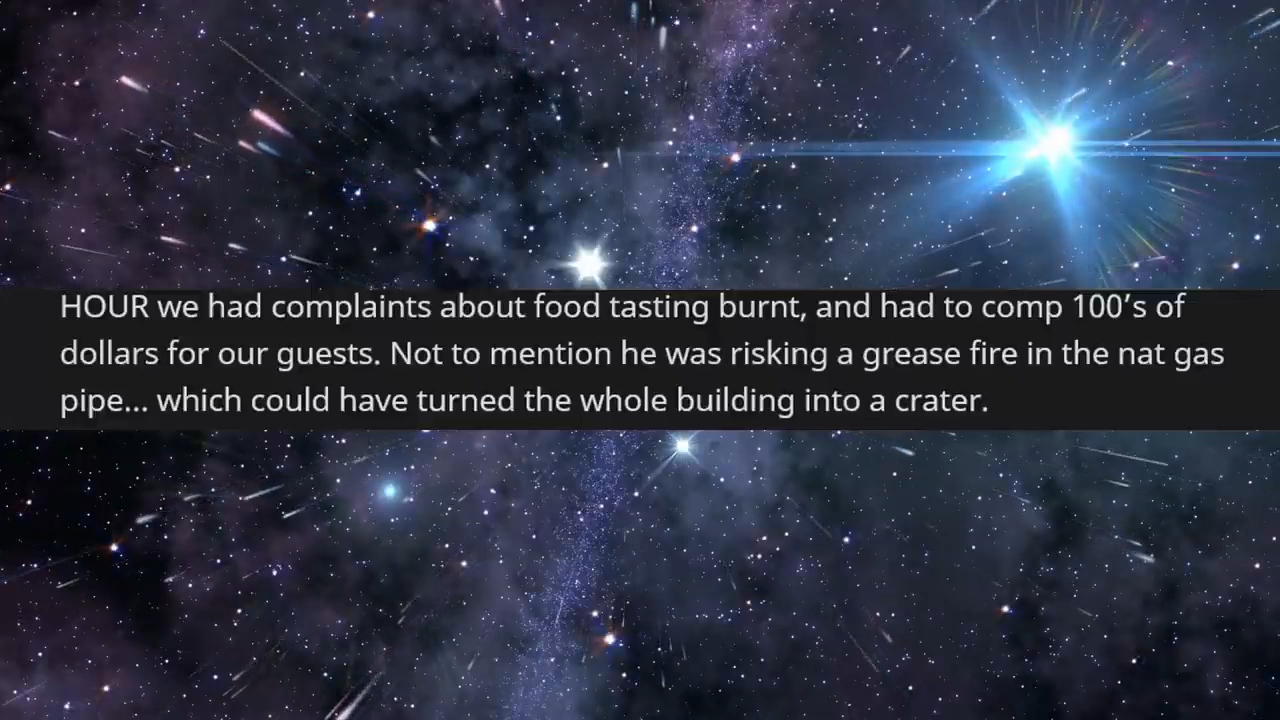 HOUR we had complaints about food tasting burnt, and had to comp 100’s of
dollars for our guests. Not to mention he was risking a grease fire in the nat gas
pipe... which could have turned the whole building into a crater.